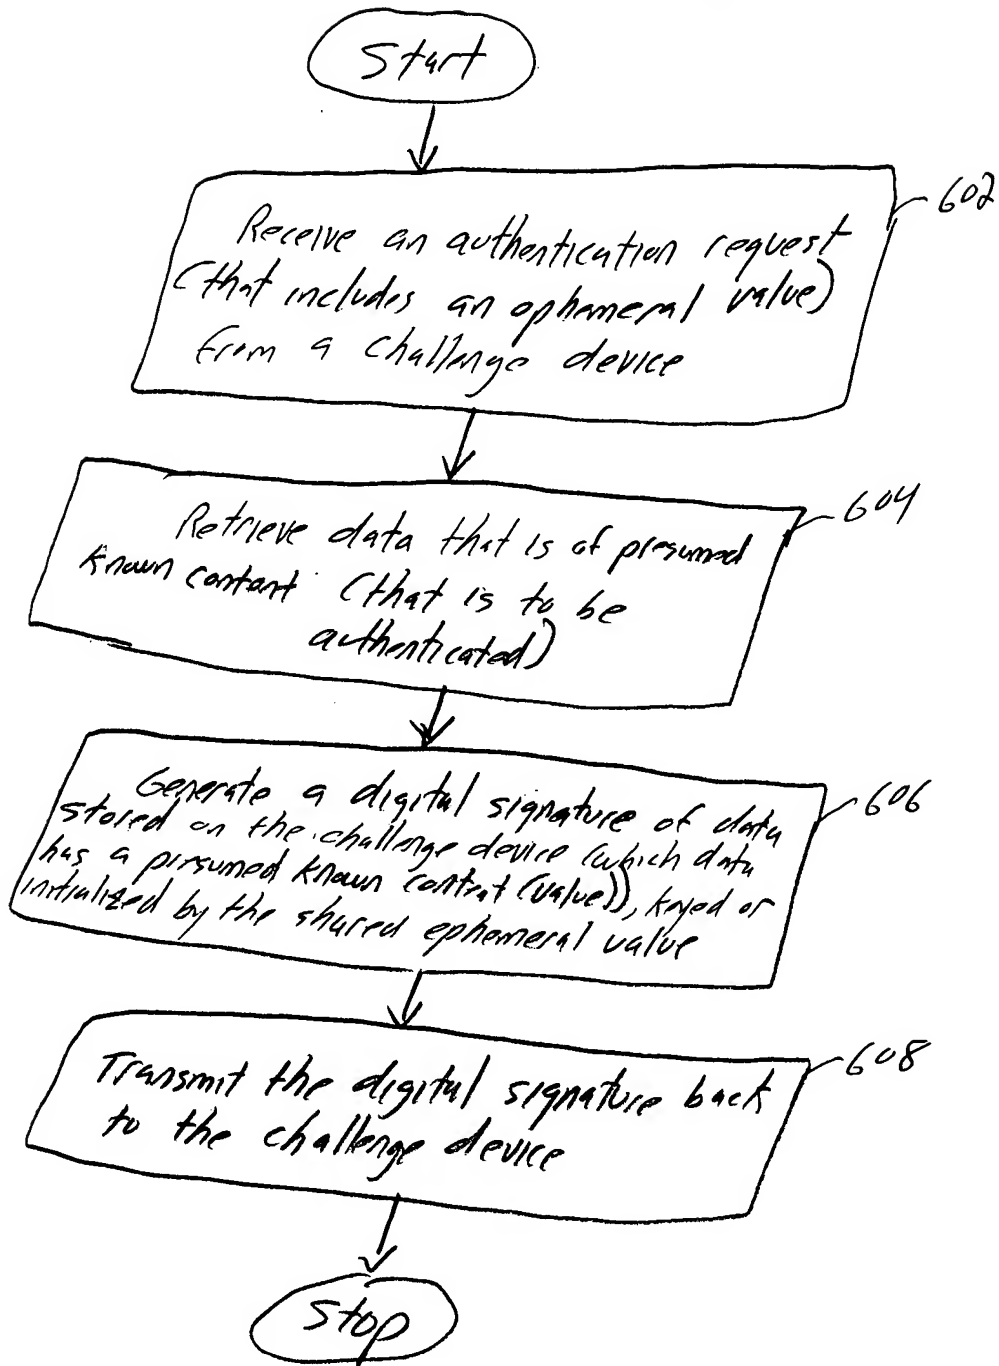 Start
602
Receive an authentication request
(that includes an ophemeral value)
from a challenge device
604
Retrieve data that is of presumed
known content (that is to be
authenticated)
606
Generate a digital signature of data
stored on the challenge device (which data
has a presumed known content (value)), keyed or
initialized by the shared ephemeral value
608
Transmit the digital signature back
to the challenge device
Stop